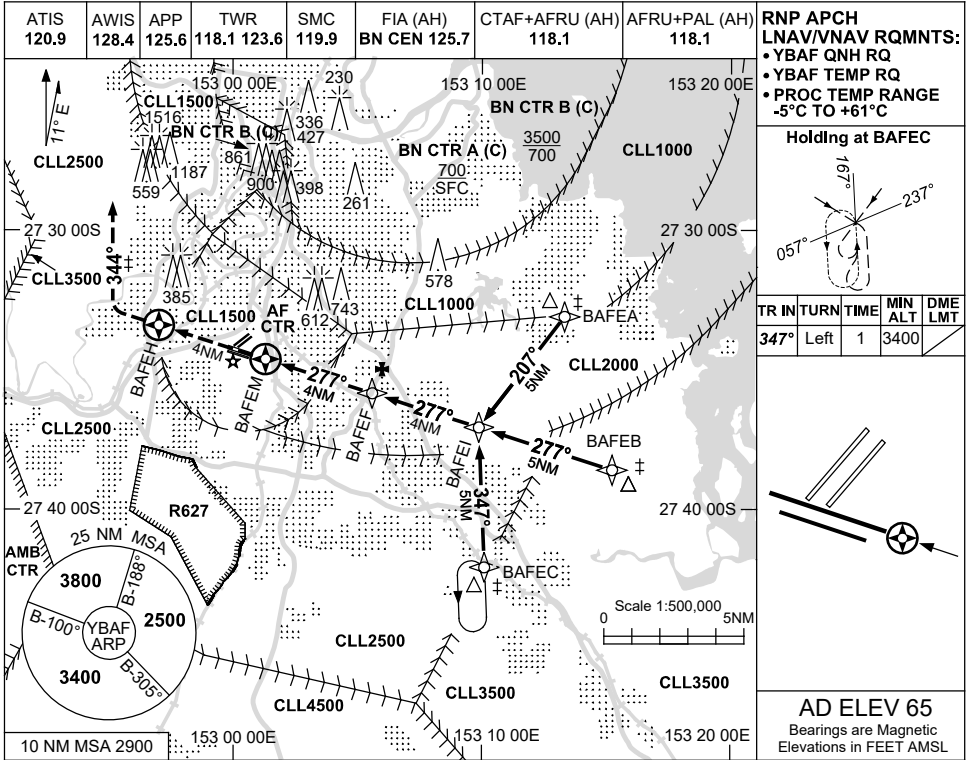 ATIS
120.9
AWIS
128.4
APP
125.6
TWR
118.1 123.6
SMC
119.9
FIA (AH)
BN CEN 125.7
CTAF+AFRU (AH)
118.1
AFRU+PAL (AH)
118.1
RNP APCH
LNAV/VNAV RQMNTS:
• YBAF QNH RQ
• YBAF TEMP RQ
• PROC TEMP RANGE
-5°C TO +61°C
Holding at BAFEC
167°
237°
057°
TR IN
TURN
TIME
MIN ALT
DME LMT
347°
Left
1
3400
153 00 00E
153 10 00E
153 20 00E
11° E
CLL1500
230
1516
BN CTR B (C)
336
427
BN CTR B (C)
3500
700
BN CTR A (C)
700
SFC
CLL2500
861
1187
559
900
398
261
CLL1000
27 30 00S
27 30 00S
344°
‡
CLL3500
385
578
743
612
CLL1500
AF
CTR
CLL1000
‡
BAFEA
207°
5NM
CLL2000
4NM
277°
4NM
277°
4NM
277°
5NM
BAFEH
BAFEM
BAFEF
BAFEI
BAFEB
‡
CLL2500
347°
5NM
27 40 00S
27 40 00S
R627
AMB
CTR
25 NM MSA
3800
B-188°
2500
B-100°
YBAF
ARP
B-305°
3400
BAFEC
‡
Scale 1:500,000
0
5NM
CLL2500
CLL3500
CLL3500
CLL4500
10 NM MSA 2900
153 00 00E
153 10 00E
153 20 00E
AD ELEV 65
Bearings are Magnetic
Elevations in FEET AMSL